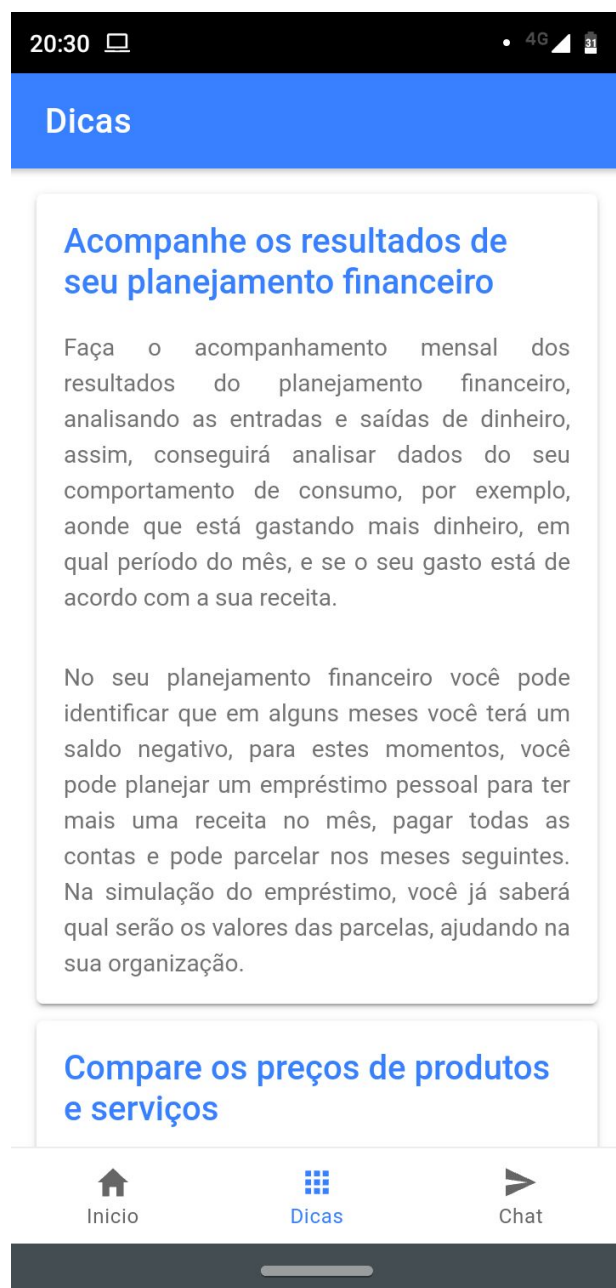 20:30
4G
31
Dicas
Acompanhe os resultados de
seu planejamento financeiro
Faça o acompanhamento mensal dos
resultados do planejamento financeiro,
analisando as entradas e saídas de dinheiro,
assim, conseguirá analisar dados do seu
comportamento de consumo, por exemplo,
aonde que está gastando mais dinheiro, em
qual período do mês, e se o seu gasto está de
acordo com a sua receita.
No seu planejamento financeiro você pode
identificar que em alguns meses você terá um
saldo negativo, para estes momentos, você
pode planejar um empréstimo pessoal para ter
mais uma receita no mês, pagar todas as
contas e pode parcelar nos meses seguintes.
Na simulação do empréstimo, você já saberá
qual serão os valores das parcelas, ajudando na
sua organização.
Compare os preços de produtos
e serviços
Inicio
Dicas
Chat